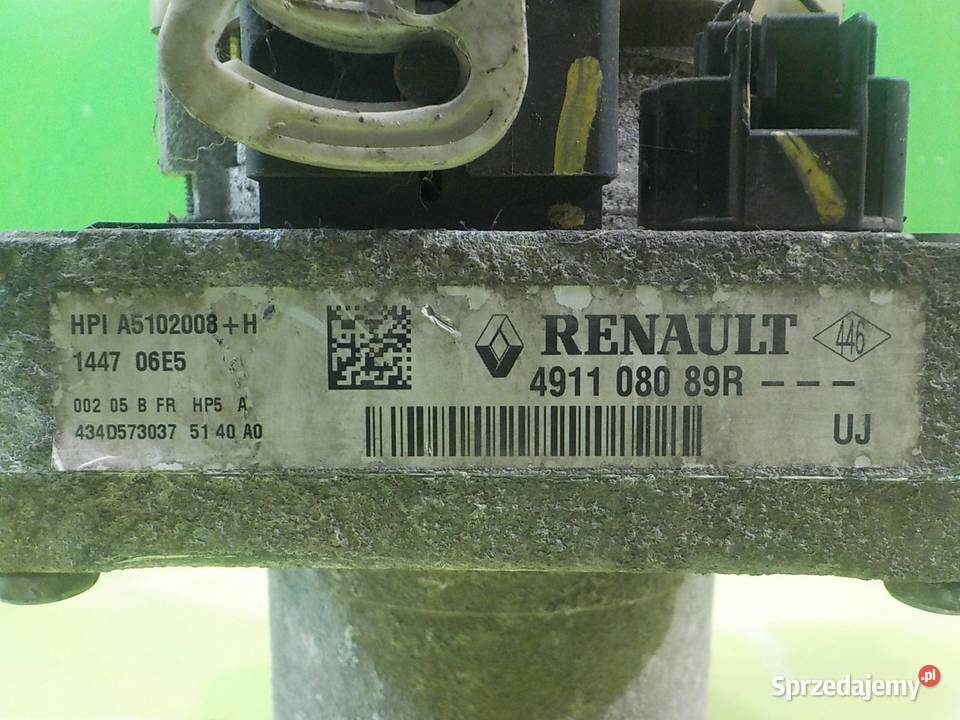 HPI A5102008+H
1447 06E5
002 05 B FR HP5 A
434D573037 51 40 A0
RENAULT
446
4911 080 89R ---
UJ
Sprzedajemy.pl